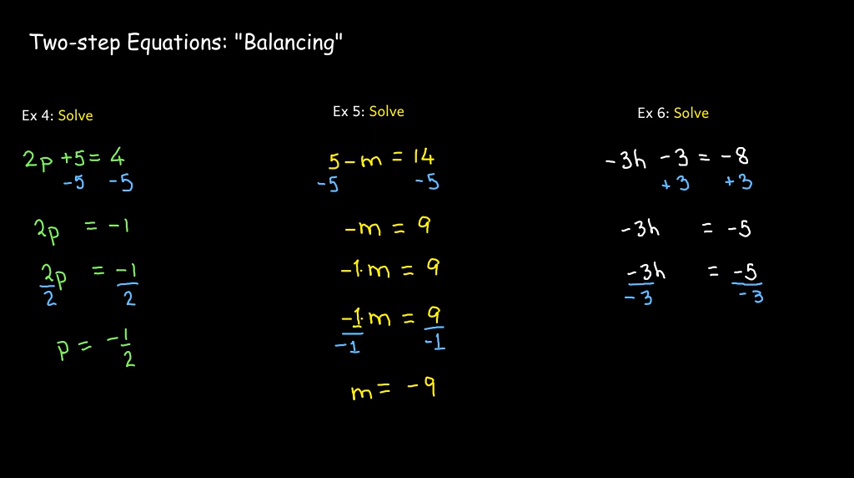 Two-step Equations: "Balancing"
Ex 4: Solve
2p +5 = 4
-5 -5
2p = -1
2p = -1
2 2
p = -1
2
Ex 5: Solve
5 - m = 14
-5 -5
-m = 9
-1·m = 9
-1·m = 9
-1 -1
m = -9
Ex 6: Solve
-3h -3 = -8
+3 +3
-3h = -5
-3h = -5
-3 -3